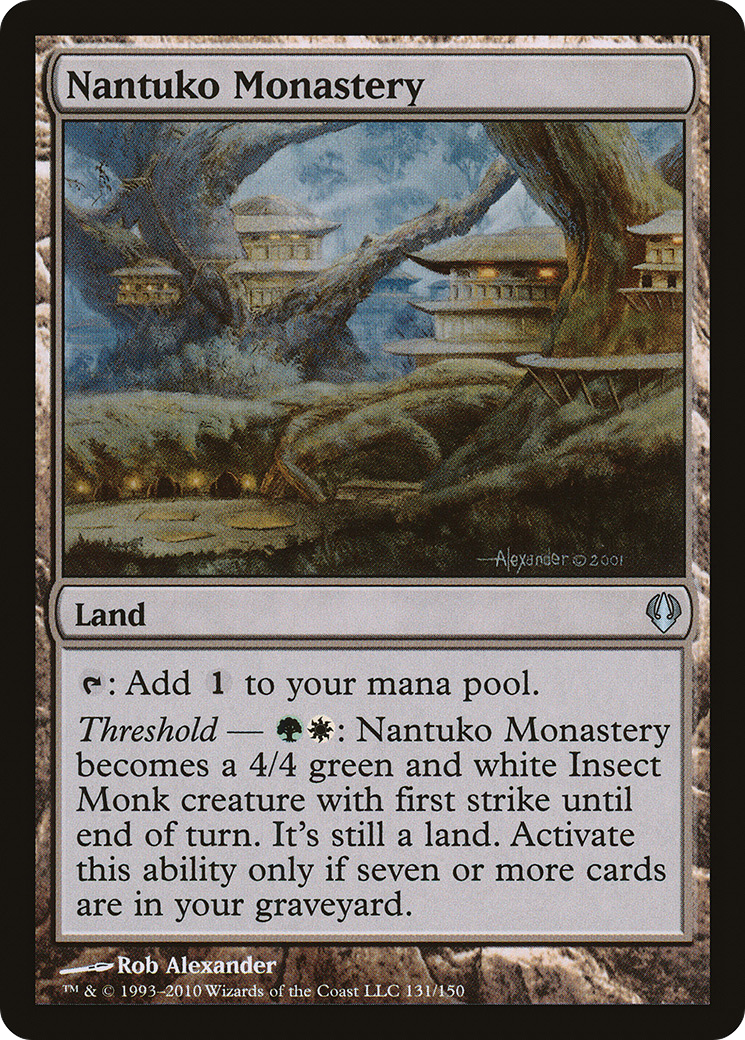 Nantuko Monastery
Alexander © 2001
Land
: Add 1 to your mana pool.
Threshold — : Nantuko Monastery
becomes a 4/4 green and white Insect
Monk creature with first strike until
end of turn. It's still a land. Activate
this ability only if seven or more cards
are in your graveyard.
Rob Alexander
™ & © 1993–2010 Wizards of the Coast LLC 131/150